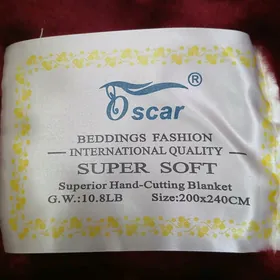 Oscar ®
BEDDINGS FASHION
INTERNATIONAL QUALITY
SUPER SOFT
Superior Hand-Cutting Blanket
G.W.:10.8LB Size:200x240CM